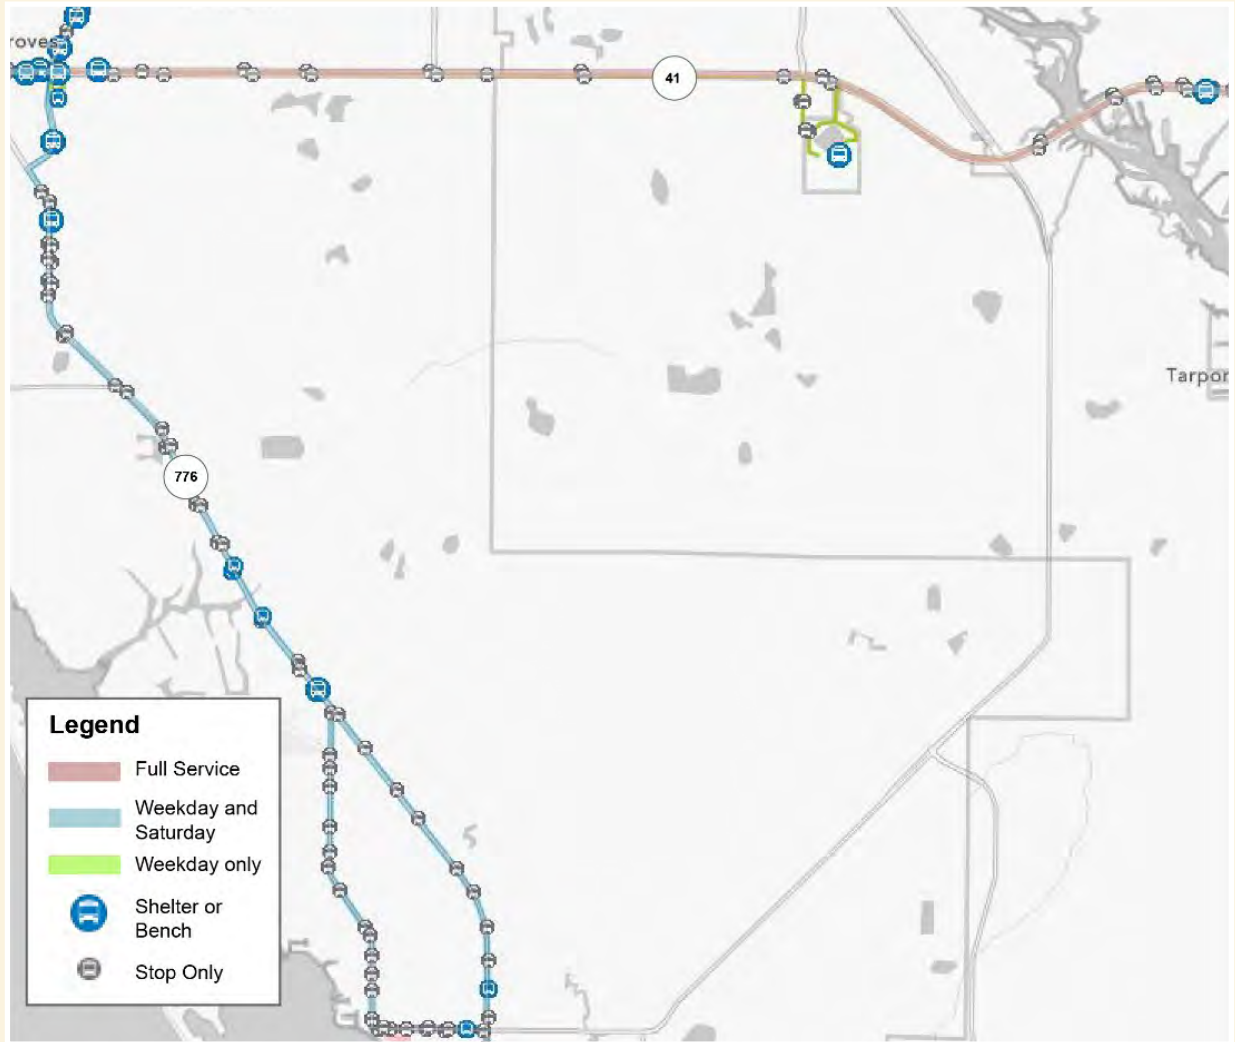 roves
41
Tarpor
776
Legend
Full Service
Weekday and
Saturday
Weekday only
Shelter or
Bench
Stop Only